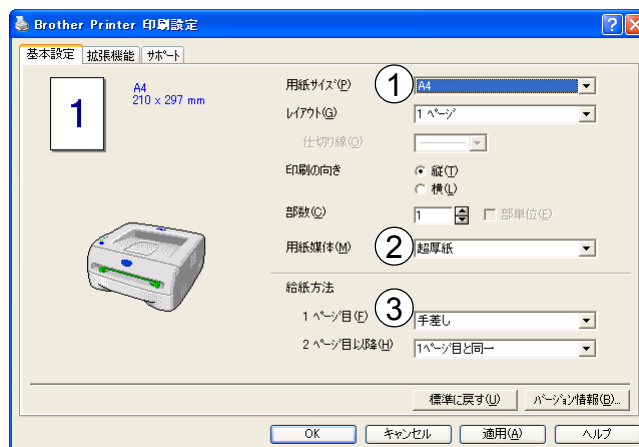 Brother Printer 印刷設定
基本設定 拡張機能 サポート
用紙サイズ(P) ① A4
A4
210 x 297 mm
1
レイアウト(G) 1 ページ
仕切り線(O)
印刷の向き 縦(T)
横(L)
部数(C) 1 部単位(E)
用紙媒体(M) ② 超厚紙
給紙方法
1 ページ目(F) ③ 手差し
2 ページ目以降(H) 1ページ目と同一
標準に戻す(U) バージョン情報(B)...
OK キャンセル 適用(A) ヘルプ